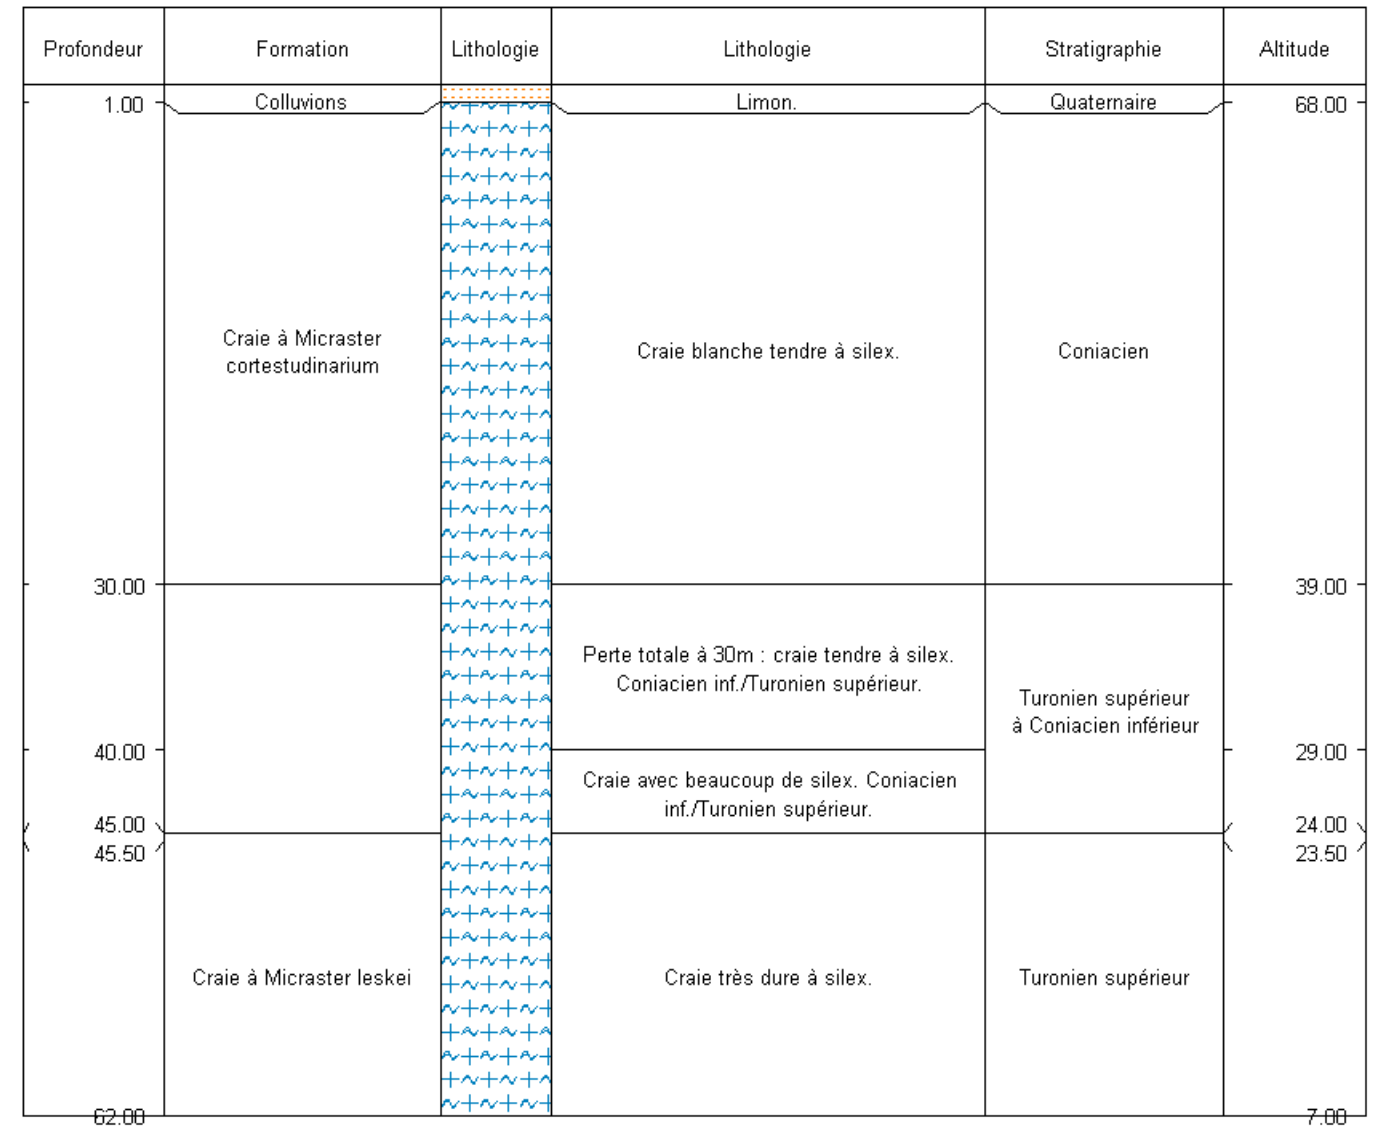 Profondeur Formation Lithologie Lithologie Stratigraphie Altitude
1.00 Colluvions Limon. Quaternaire 68.00
Craie à Micraster
cortestudinarium
Craie blanche tendre à silex. Coniacien
30.00 39.00
Perte totale à 30m : craie tendre à silex.
Coniacien inf./Turonien supérieur.
Turonien supérieur
à Coniacien inférieur
40.00 29.00
Craie avec beaucoup de silex. Coniacien
inf./Turonien supérieur.
45.00 24.00
45.50 23.50
Craie à Micraster leskei Craie très dure à silex. Turonien supérieur
62.00 7.00